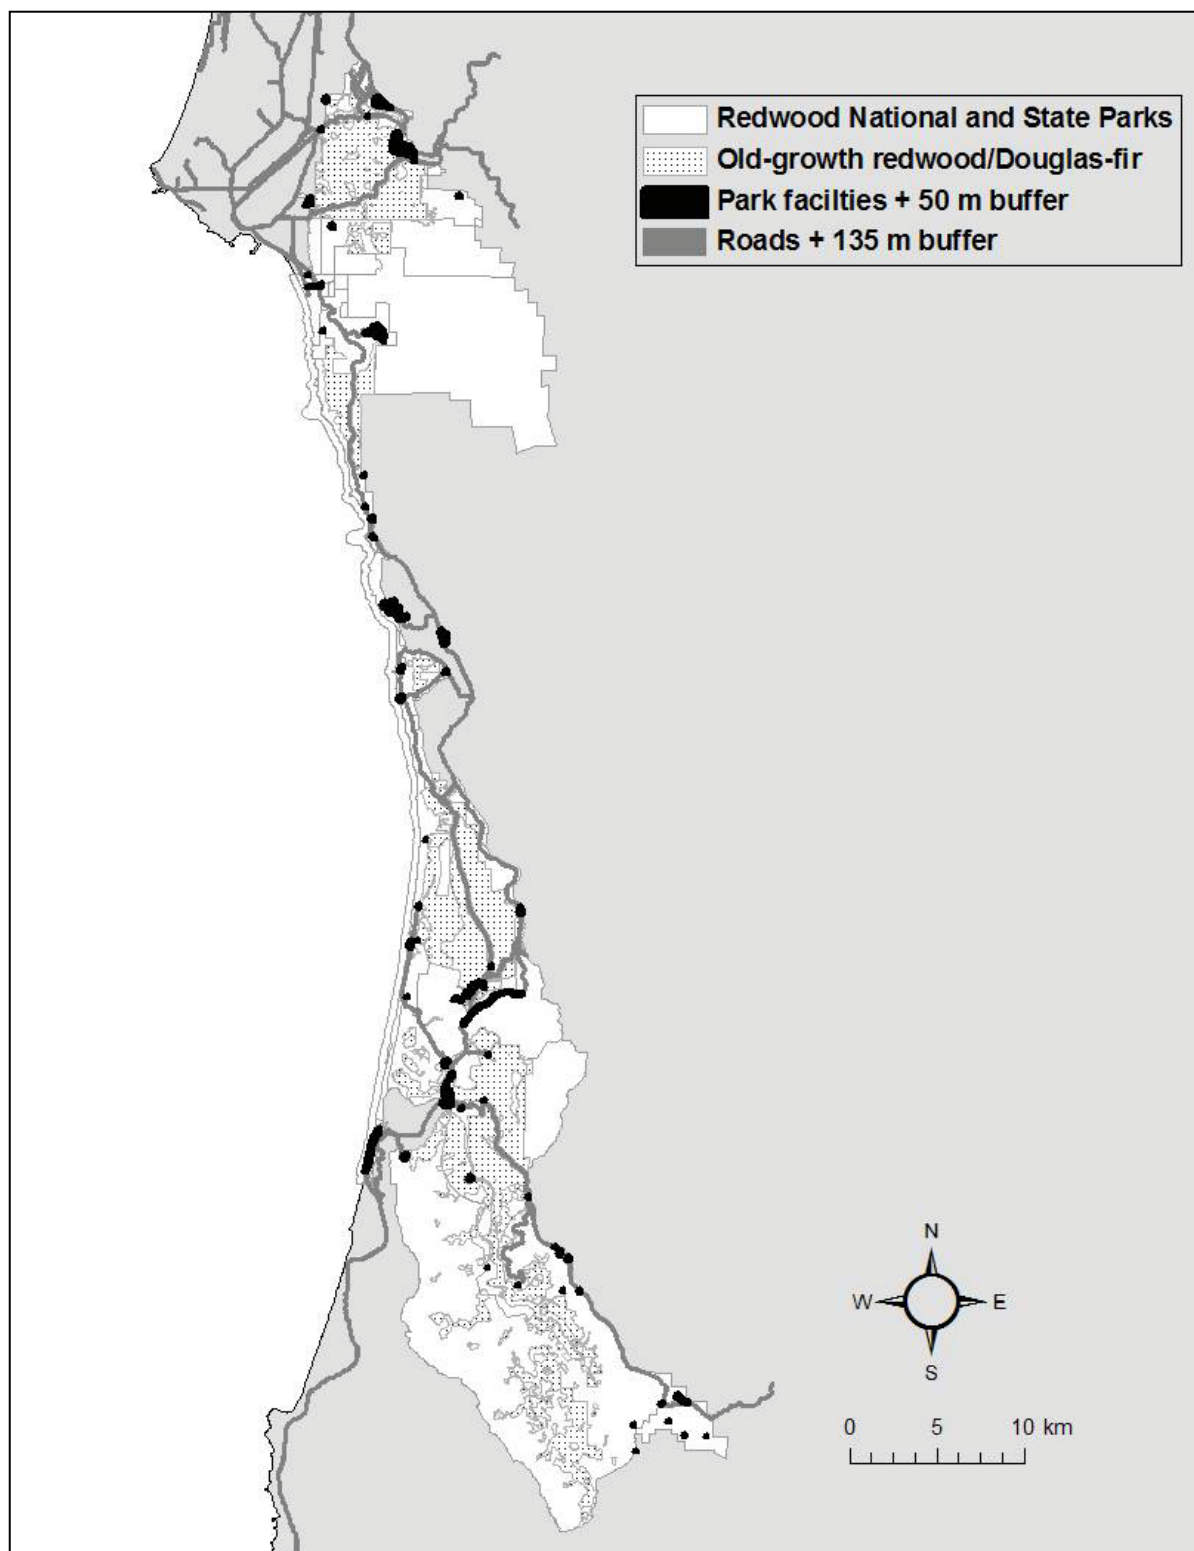 Redwood National and State Parks
Old-growth redwood/Douglas-fir
Park facilties + 50 m buffer
Roads + 135 m buffer
N
W E
S
0 5 10 km